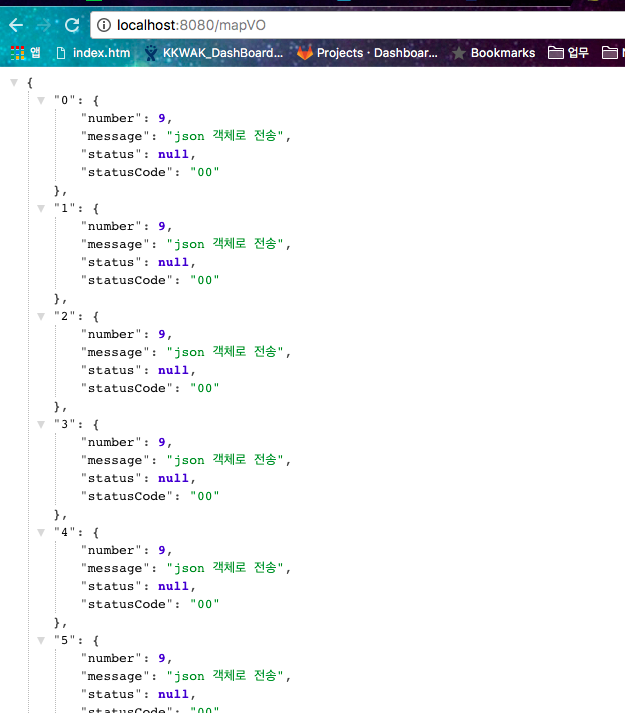 localhost:8080/mapVO
앱 index.htm KKWAK_DashBoard... Projects · Dashboar... Bookmarks 업무
{
"0": {
"number": 9,
"message": "json 객체로 전송",
"status": null,
"statusCode": "00"
},
"1": {
"number": 9,
"message": "json 객체로 전송",
"status": null,
"statusCode": "00"
},
"2": {
"number": 9,
"message": "json 객체로 전송",
"status": null,
"statusCode": "00"
},
"3": {
"number": 9,
"message": "json 객체로 전송",
"status": null,
"statusCode": "00"
},
"4": {
"number": 9,
"message": "json 객체로 전송",
"status": null,
"statusCode": "00"
},
"5": {
"number": 9,
"message": "json 객체로 전송",
"status": null,
"statusCode": "00"